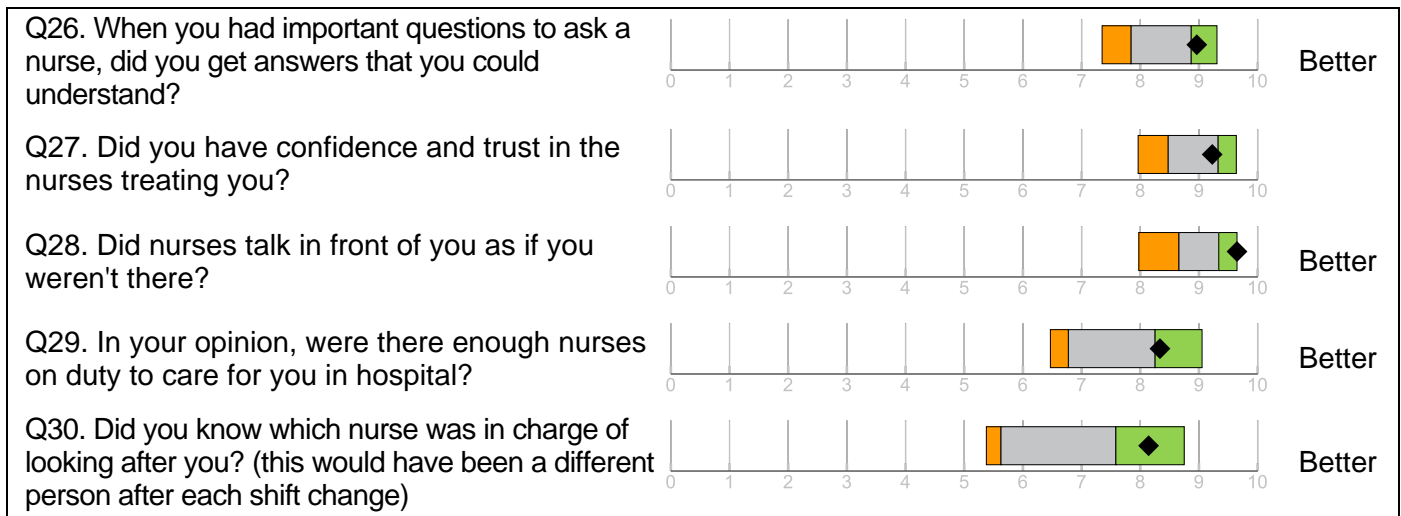 Q26. When you had important questions to ask a
nurse, did you get answers that you could
understand?
0 1 2 3 4 5 6 7 8 9 10
Better
Q27. Did you have confidence and trust in the
nurses treating you?
0 1 2 3 4 5 6 7 8 9 10
Q28. Did nurses talk in front of you as if you
weren't there?
0 1 2 3 4 5 6 7 8 9 10
Better
Q29. In your opinion, were there enough nurses
on duty to care for you in hospital?
0 1 2 3 4 5 6 7 8 9 10
Better
Q30. Did you know which nurse was in charge of
looking after you? (this would have been a different
person after each shift change)
0 1 2 3 4 5 6 7 8 9 10
Better